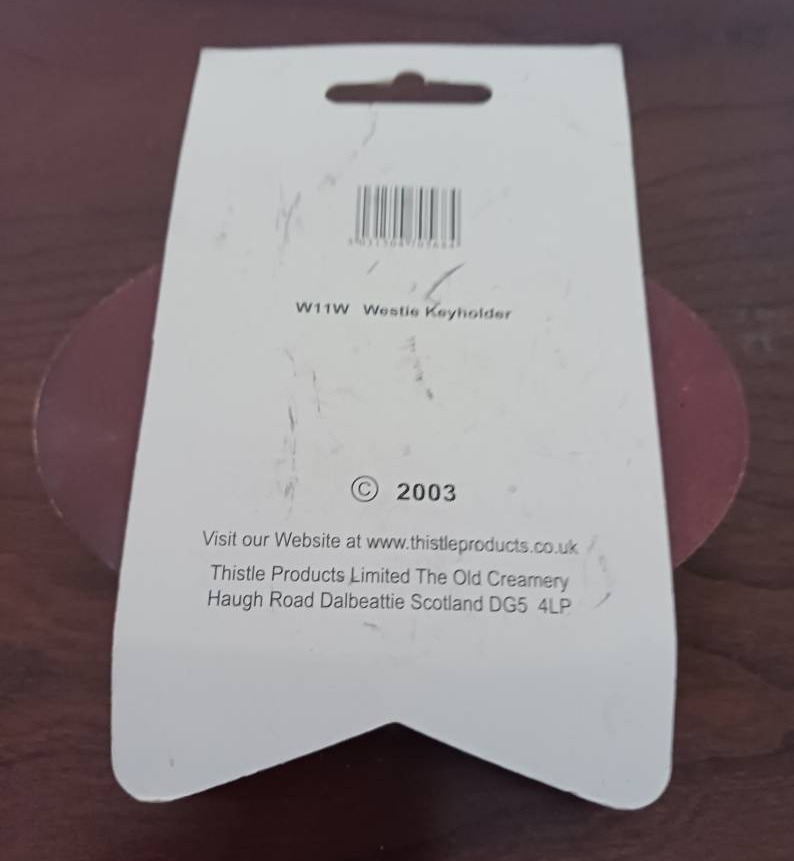 W11W Westie Keyholder
© 2003
Visit our Website at www.thistleproducts.co.uk
Thistle Products Limited The Old Creamery
Haugh Road Dalbeattie Scotland DG5 4LP